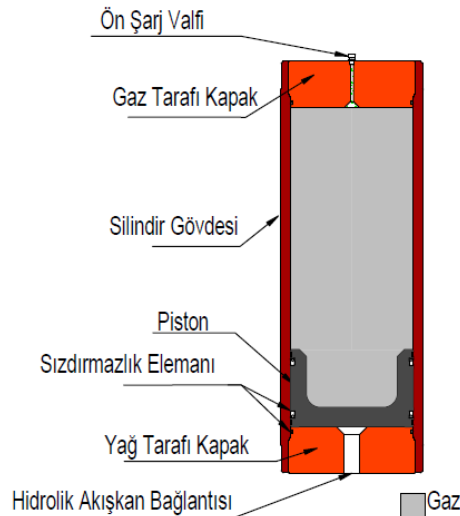 Ön Şarj Valfi
Gaz Tarafı Kapak
Silindir Gövdesi
Piston
Sızdırmazlık Elemanı
Yağ Tarafı Kapak
Hidrolik Akışkan Bağlantısı
Gaz